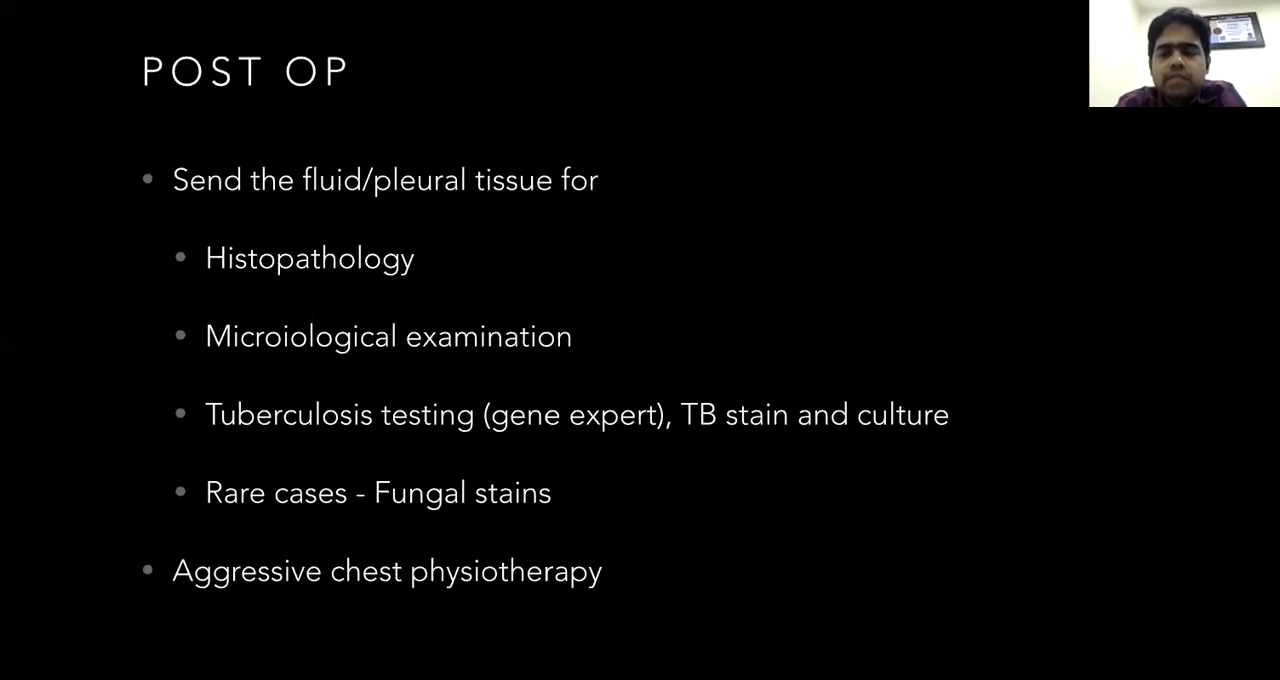 POST OP
• Send the fluid/pleural tissue for
• Histopathology
• Microiological examination
• Tuberculosis testing (gene expert), TB stain and culture
• Rare cases - Fungal stains
• Aggressive chest physiotherapy